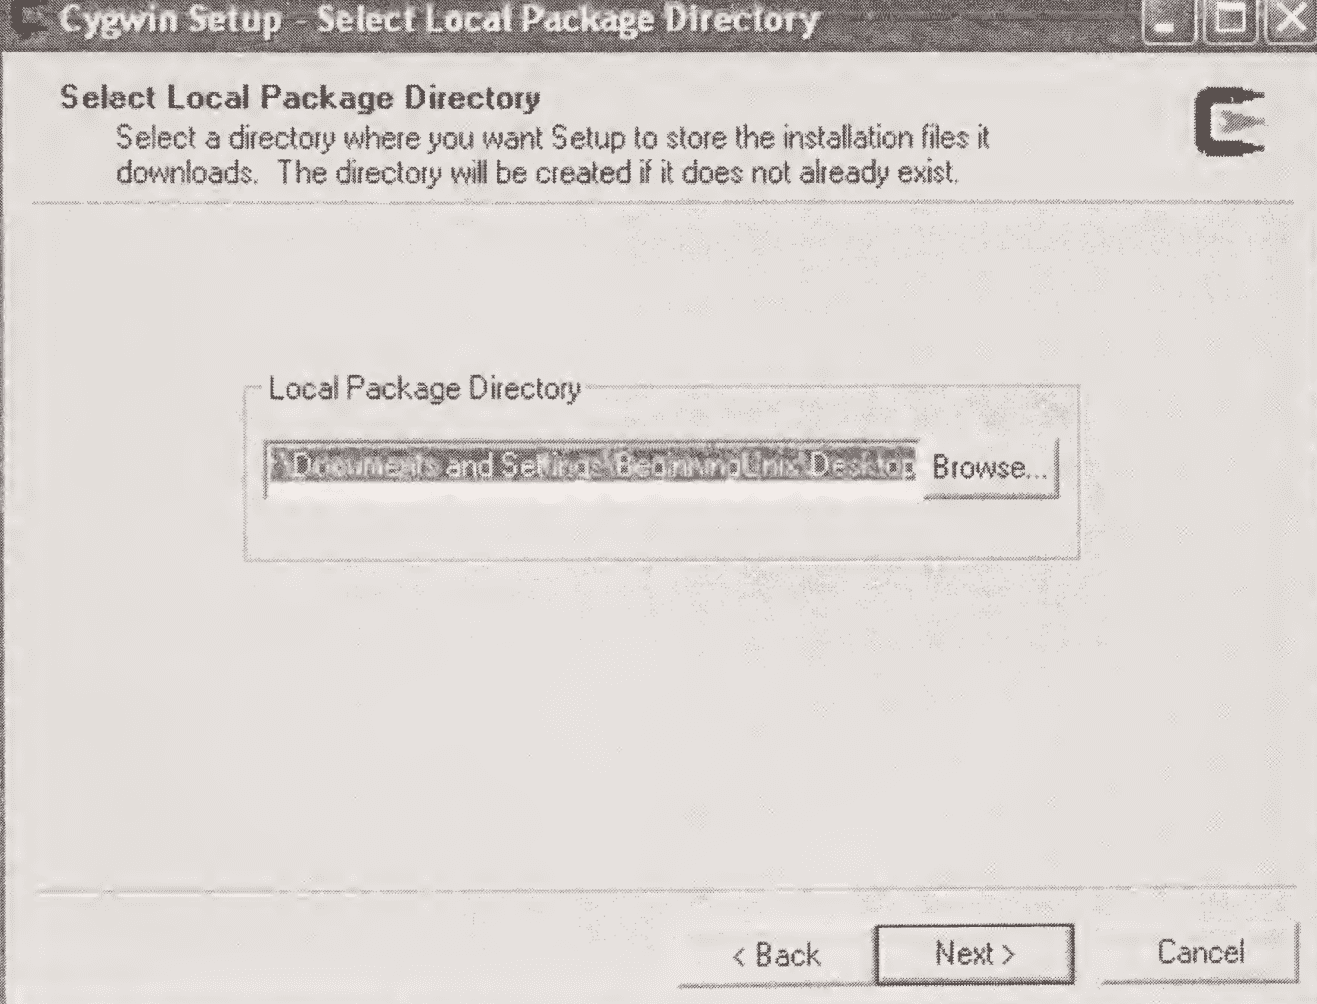 Cygwin Setup - Select Local Package Directory
Select Local Package Directory
Select a directory where you want Setup to store the installation files it
downloads. The directory will be created if it does not already exist.
Local Package Directory
\Documents and Settings\BeginningUnix\Desktop
Browse...
< Back
Next >
Cancel